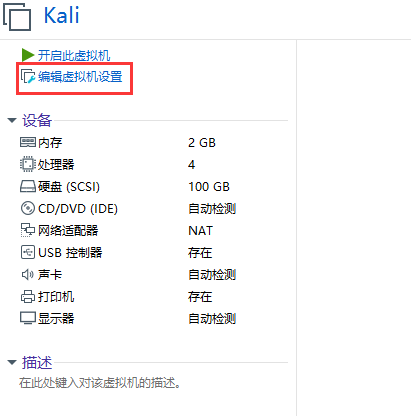 Kali
开启此虚拟机
编辑虚拟机设置
设备
内存 2 GB
处理器 4
硬盘 (SCSI) 100 GB
CD/DVD (IDE) 自动检测
网络适配器 NAT
USB 控制器 存在
声卡 自动检测
打印机 存在
显示器 自动检测
描述
在此处键入对该虚拟机的描述。